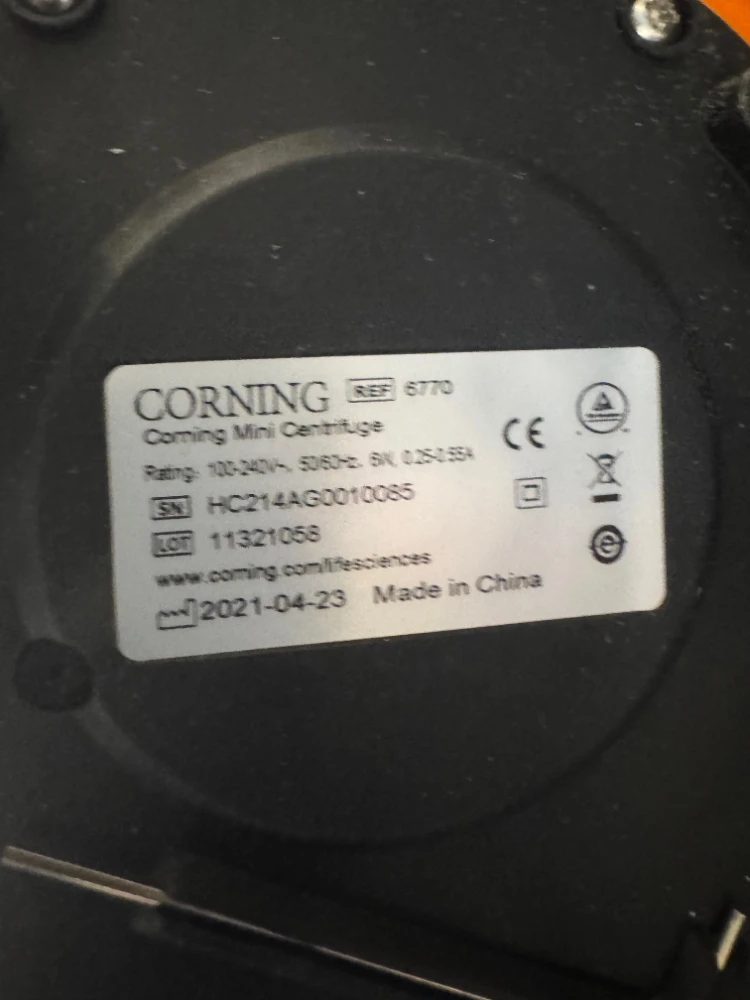 CORNING REF 6770
Corning Mini Centrifuge
Rating: 100-240V~, 50/60Hz, 6W, 0.25-0.55A
SN HC214AG0010085
LOT 11321058
www.corning.com/lifesciences
2021-04-23 Made in China
CE